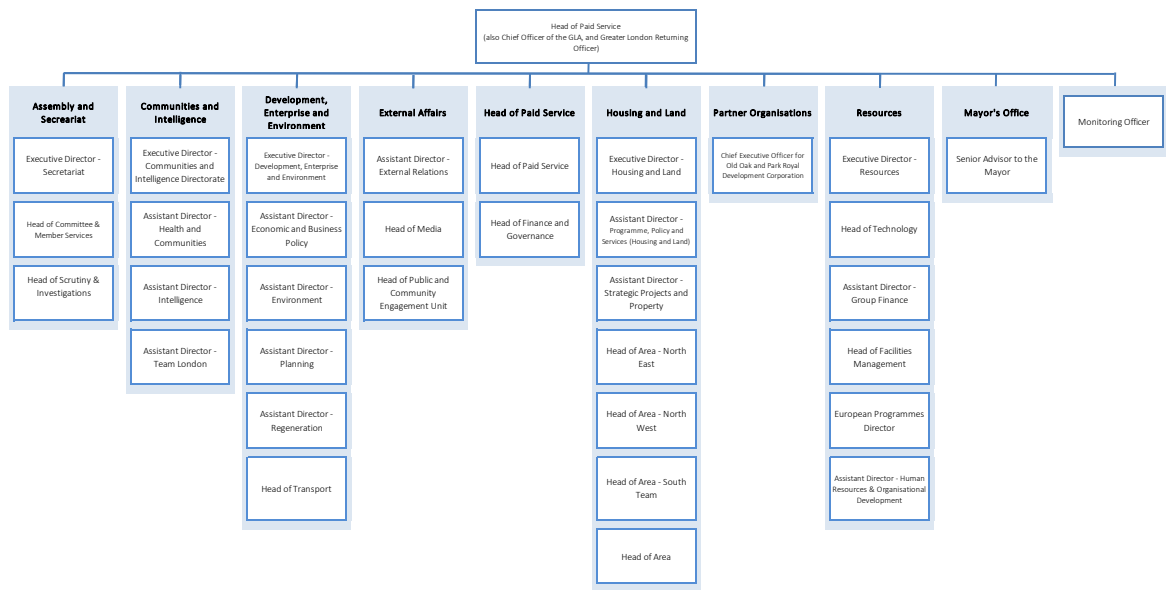 Head of Paid Service
(also Chief Officer of the GLA, and Greater London Returning
Officer)
Assembly and
Secreariat
Executive Director -
Secretariat
Head of Committee &
Member Services
Head of Scrutiny &
Investigations
Communities and
Intelligence
Executive Director -
Communities and
Intelligence Directorate
Assistant Director -
Health and
Communities
Assistant Director -
Intelligence
Assistant Director -
Team London
Development,
Enterprise and
Environment
Executive Director -
Development, Enterprise
and Environment
Assistant Director -
Economic and Business
Policy
Assistant Director -
Environment
Assistant Director -
Planning
Assistant Director -
Regeneration
Head of Transport
External Affairs
Assistant Director -
External Relations
Head of Media
Head of Public and
Community
Engagement Unit
Head of Paid Service
Head of Paid Service
Head of Finance and
Governance
Housing and Land
Executive Director -
Housing and Land
Assistant Director -
Programme, Policy and
Services (Housing and Land)
Assistant Director -
Strategic Projects and
Property
Head of Area - North
East
Head of Area - North
West
Head of Area - South
Team
Head of Area
Partner Organisations
Chief Executive Officer for
Old Oak and Park Royal
Development Corporation
Resources
Executive Director -
Resources
Head of Technology
Assistant Director -
Group Finance
Head of Facilities
Management
European Programmes
Director
Assistant Director - Human
Resources & Organisational
Development
Mayor's Office
Senior Advisor to the
Mayor
Monitoring Officer